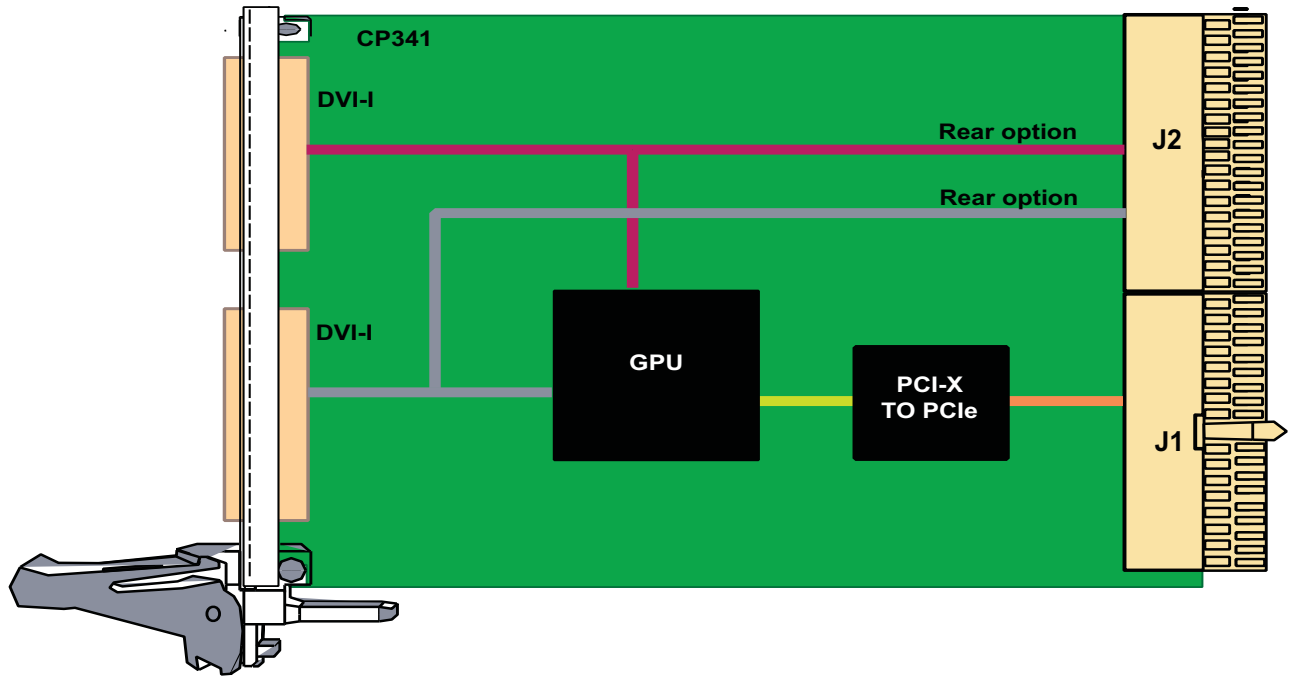 CP341
DVI-I
Rear option
J2
Rear option
DVI-I
GPU
PCI-X
TO PCIe
J1